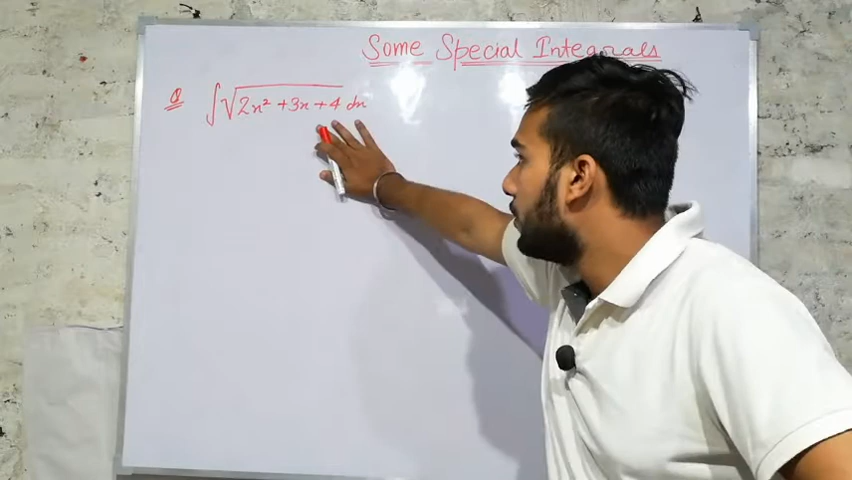 Some Special Integrals
Q ∫√2x² +3x +4 dx